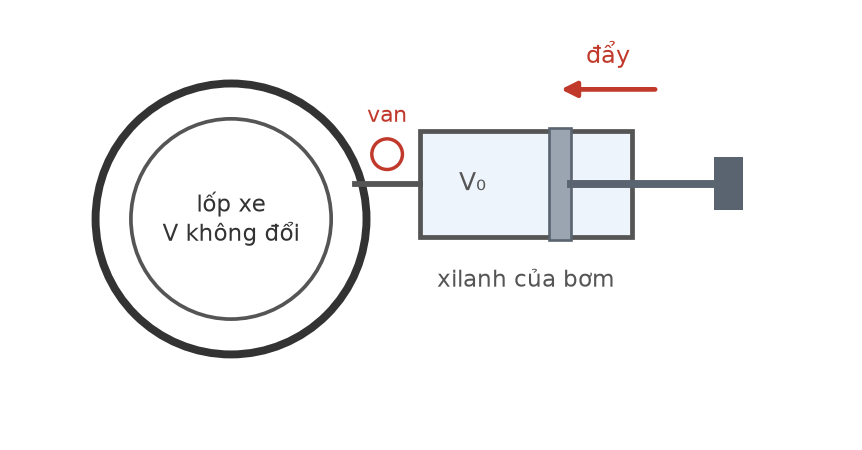 đẩy
van
V₀
lốp xe
V không đổi
xilanh của bơm